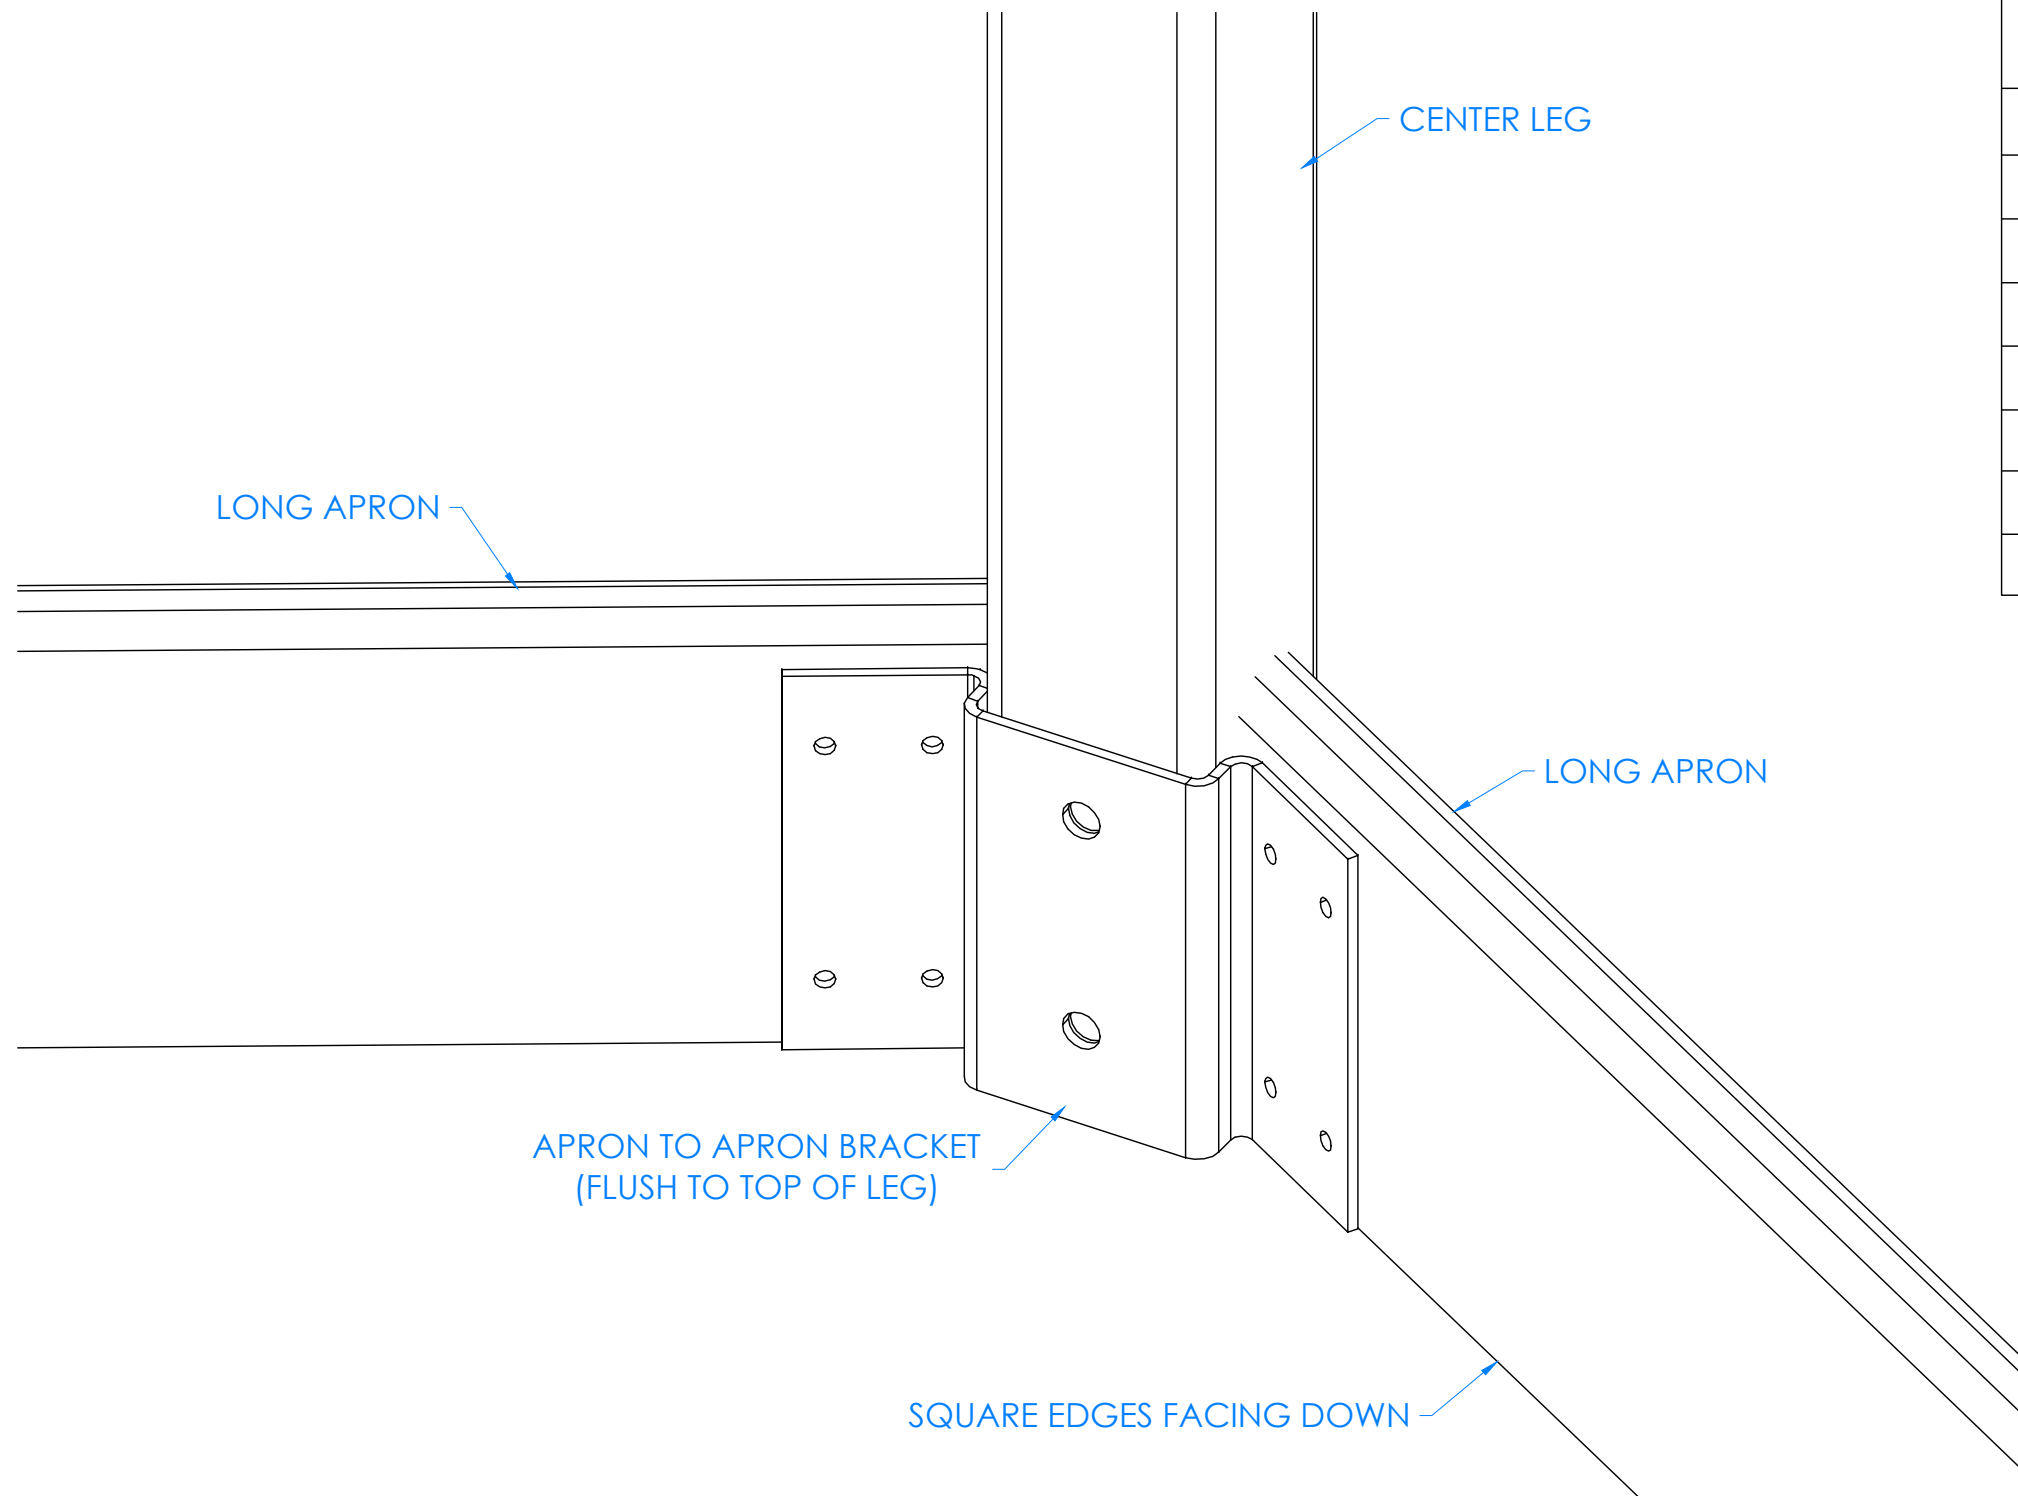 CENTER LEG
LONG APRON
LONG APRON
APRON TO APRON BRACKET
(FLUSH TO TOP OF LEG)
SQUARE EDGES FACING DOWN